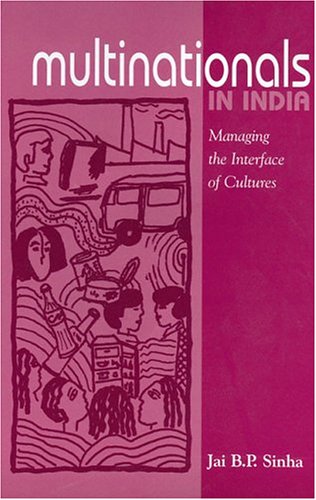 multinationals
IN INDIA
Managing
the Interface
of Cultures
Jai B.P. Sinha